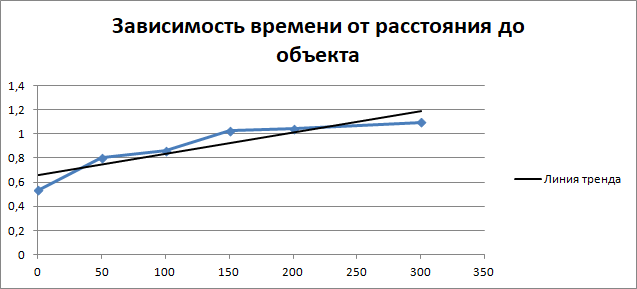 Зависимость времени от расстояния до
объекта
1,4
1,2
1
0,8
0,6
0,4
0,2
0
0 50 100 150 200 250 300 350
Линия тренда